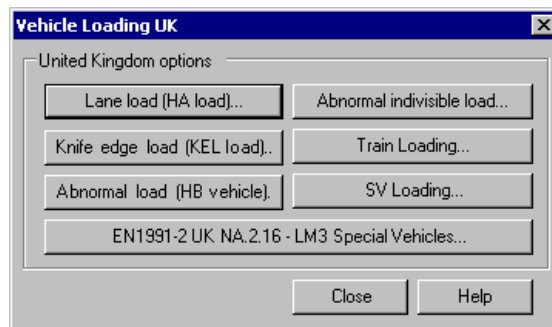 Vehicle Loading UK
United Kingdom options
Lane load (HA load)... Abnormal indivisible load...
Knife edge load (KEL load).. Train Loading...
Abnormal load (HB vehicle). SV Loading...
EN1991-2 UK NA.2.16 - LM3 Special Vehicles...
Close Help